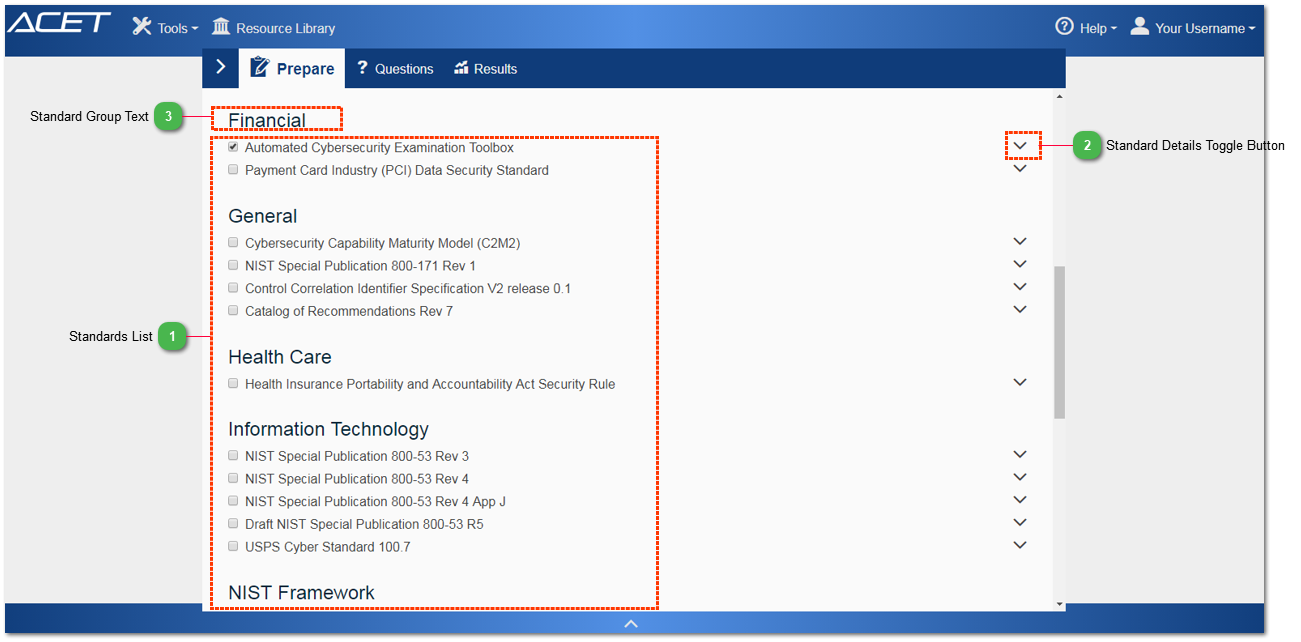 ACET Tools Resource Library Help Your Username
Prepare ? Questions Results
Standard Group Text 3
Financial
Automated Cybersecurity Examination Toolbox
2 Standard Details Toggle Button
Payment Card Industry (PCI) Data Security Standard
General
Cybersecurity Capability Maturity Model (C2M2)
NIST Special Publication 800-171 Rev 1
Control Correlation Identifier Specification V2 release 0.1
Catalog of Recommendations Rev 7
Standards List 1
Health Care
Health Insurance Portability and Accountability Act Security Rule
Information Technology
NIST Special Publication 800-53 Rev 3
NIST Special Publication 800-53 Rev 4
NIST Special Publication 800-53 Rev 4 App J
Draft NIST Special Publication 800-53 R5
USPS Cyber Standard 100.7
NIST Framework